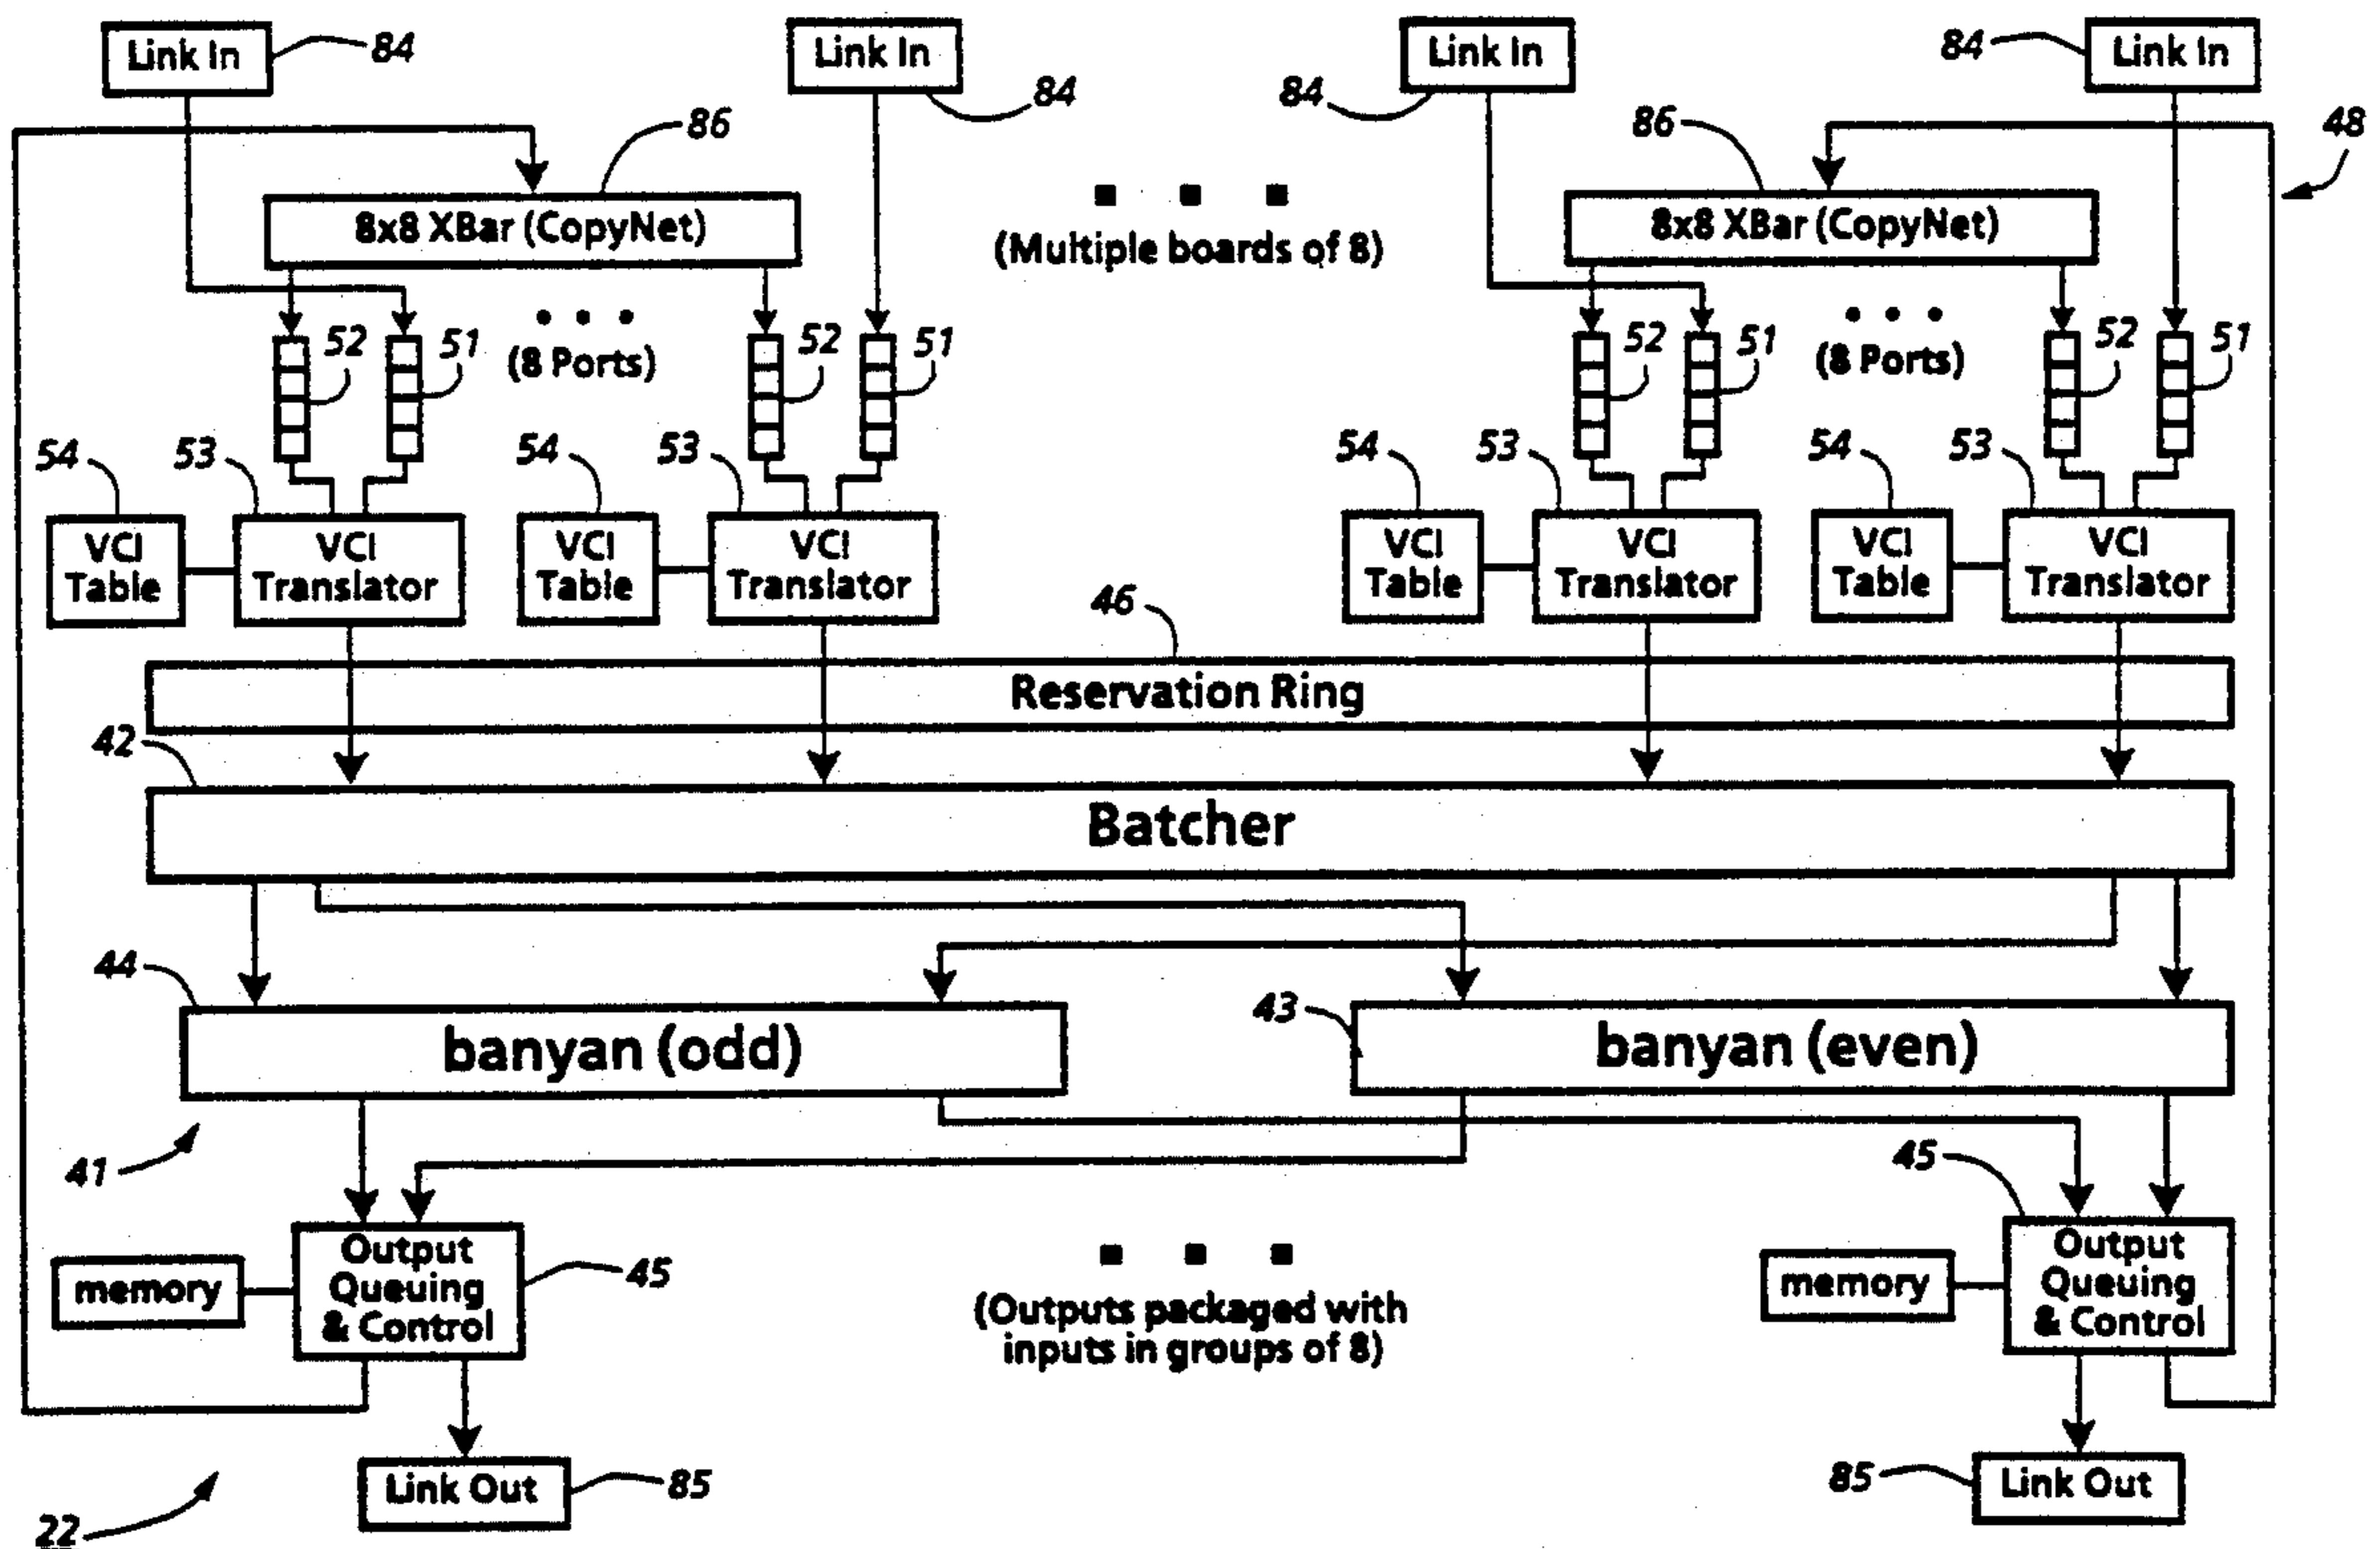 Link In
84
Link In
84
84
Link In
84
Link In
86
86
48
8x8 XBar (CopyNet)
(Multiple boards of 8)
8x8 XBar (CopyNet)
52
51
(8 Ports)
52
51
52
51
(8 Ports)
52
51
54
53
54
53
54
53
54
53
VCI
Table
VCI
Translator
VCI
Table
VCI
Translator
VCI
Table
VCI
Translator
VCI
Table
VCI
Translator
46
Reservation Ring
42
Batcher
44
banyan (odd)
43
banyan (even)
41
45
memory
Output
Queuing
& Control
45
(Outputs packaged with
inputs in groups of 8)
memory
Output
Queuing
& Control
Link Out
85
85
Link Out
22